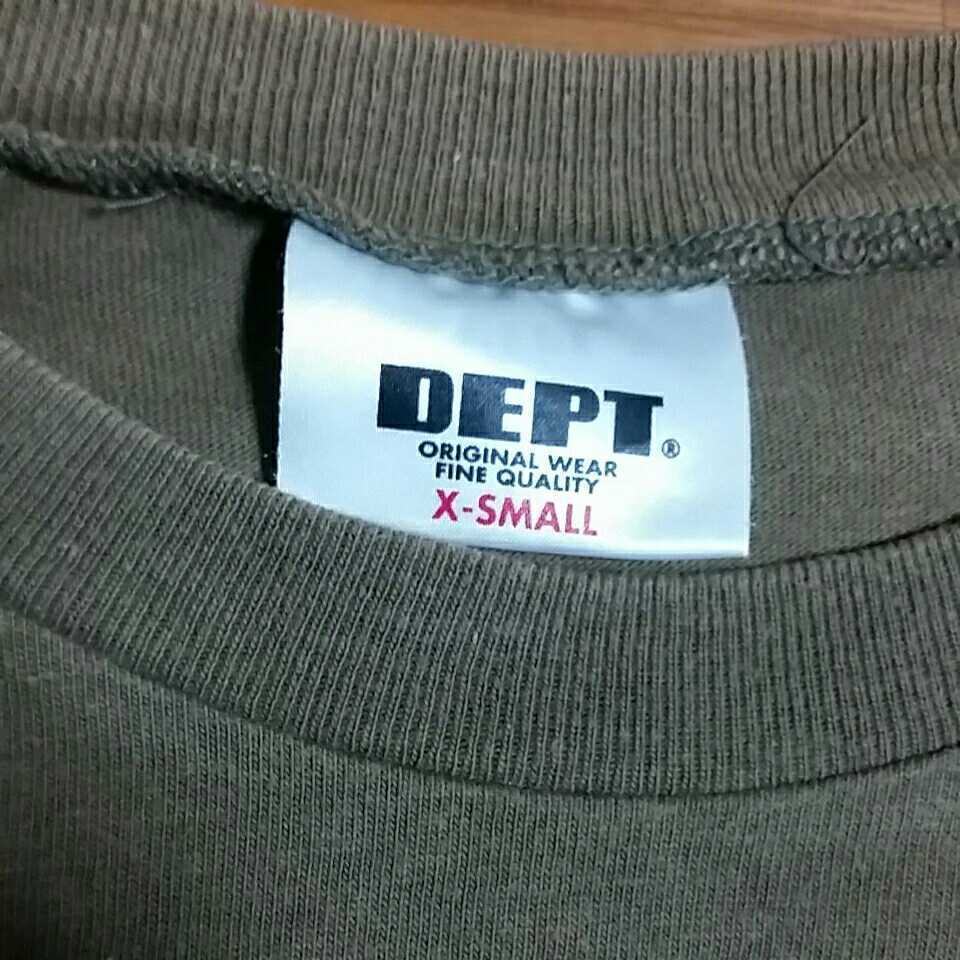 DEPT®
ORIGINAL WEAR
FINE QUALITY
X-SMALL